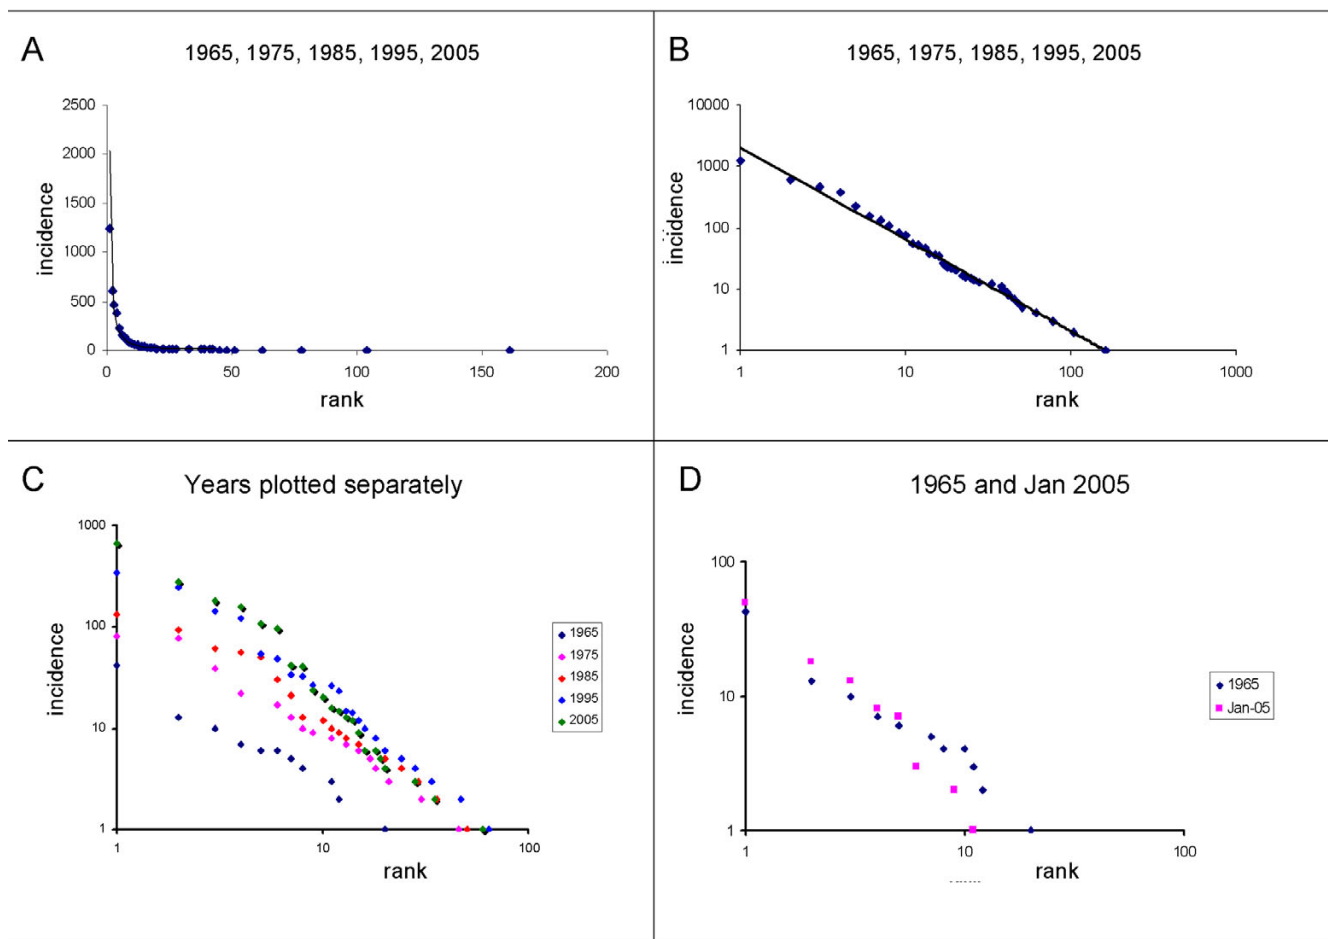 A
1965, 1975, 1985, 1995, 2005
2500
2000
1500
1000
500
0
0 50 100 150 200
incidence
rank
B
1965, 1975, 1985, 1995, 2005
10000
1000
100
10
1
1 10 100 1000
incidence
rank
C
Years plotted separately
1000
100
10
1
1 10 100
incidence
rank
1965
1975
1985
1995
2005
D
1965 and Jan 2005
100
10
1
1 10 100
incidence
rank
1965
Jan-05